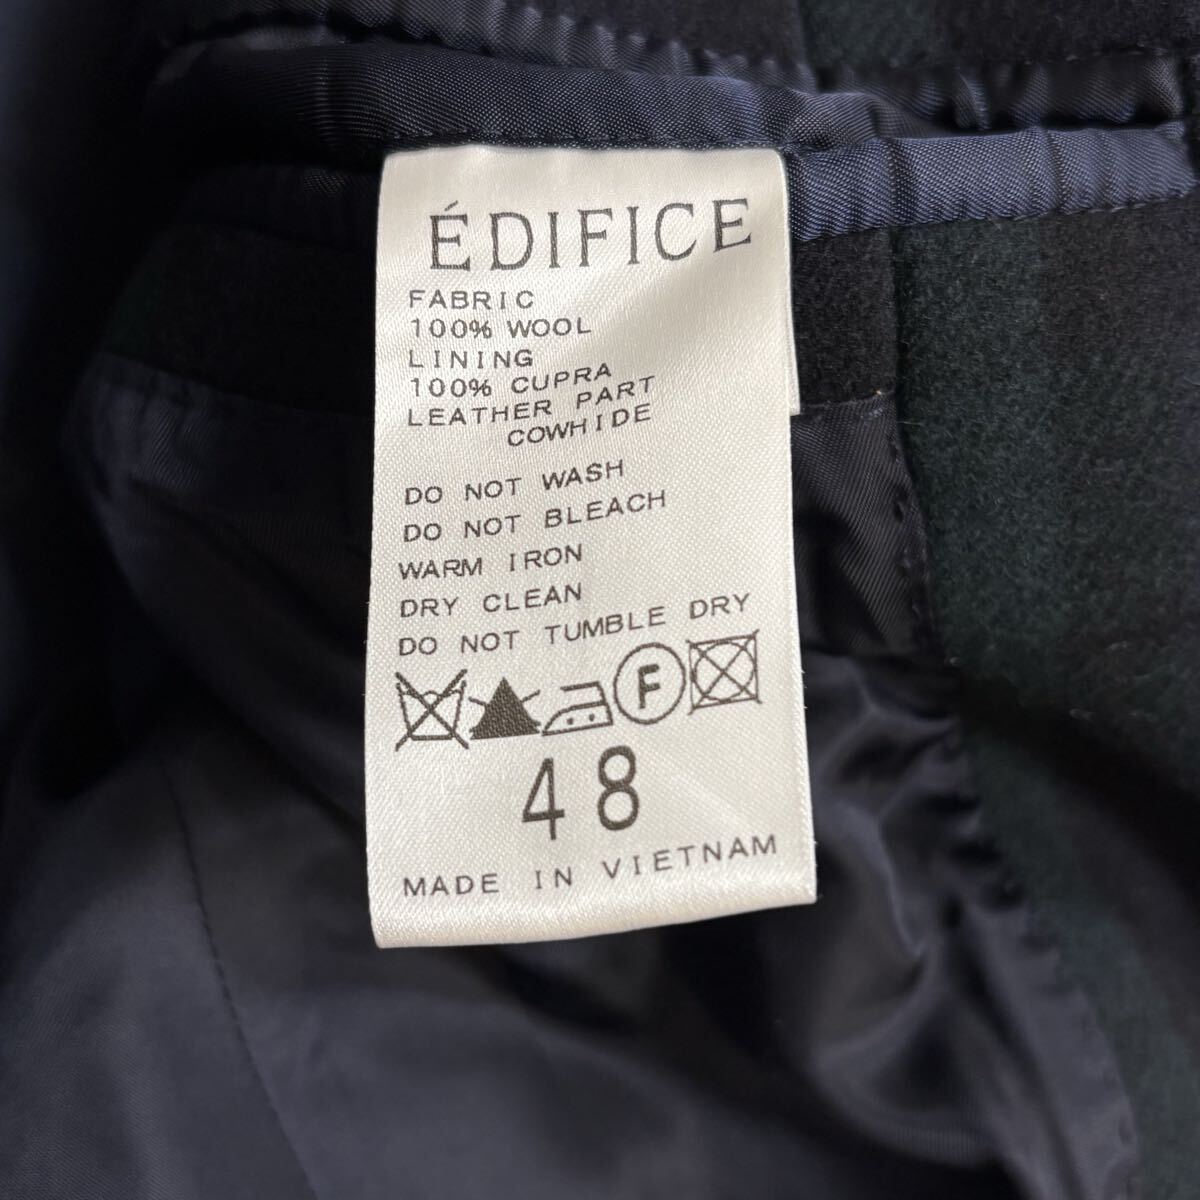 ÉDIFICE
FABRIC
100% WOOL
LINING
100% CUPRA
LEATHER PART
COWHIDE
DO NOT WASH
DO NOT BLEACH
WARM IRON
DRY CLEAN
DO NOT TUMBLE DRY
F
48
MADE IN VIETNAM